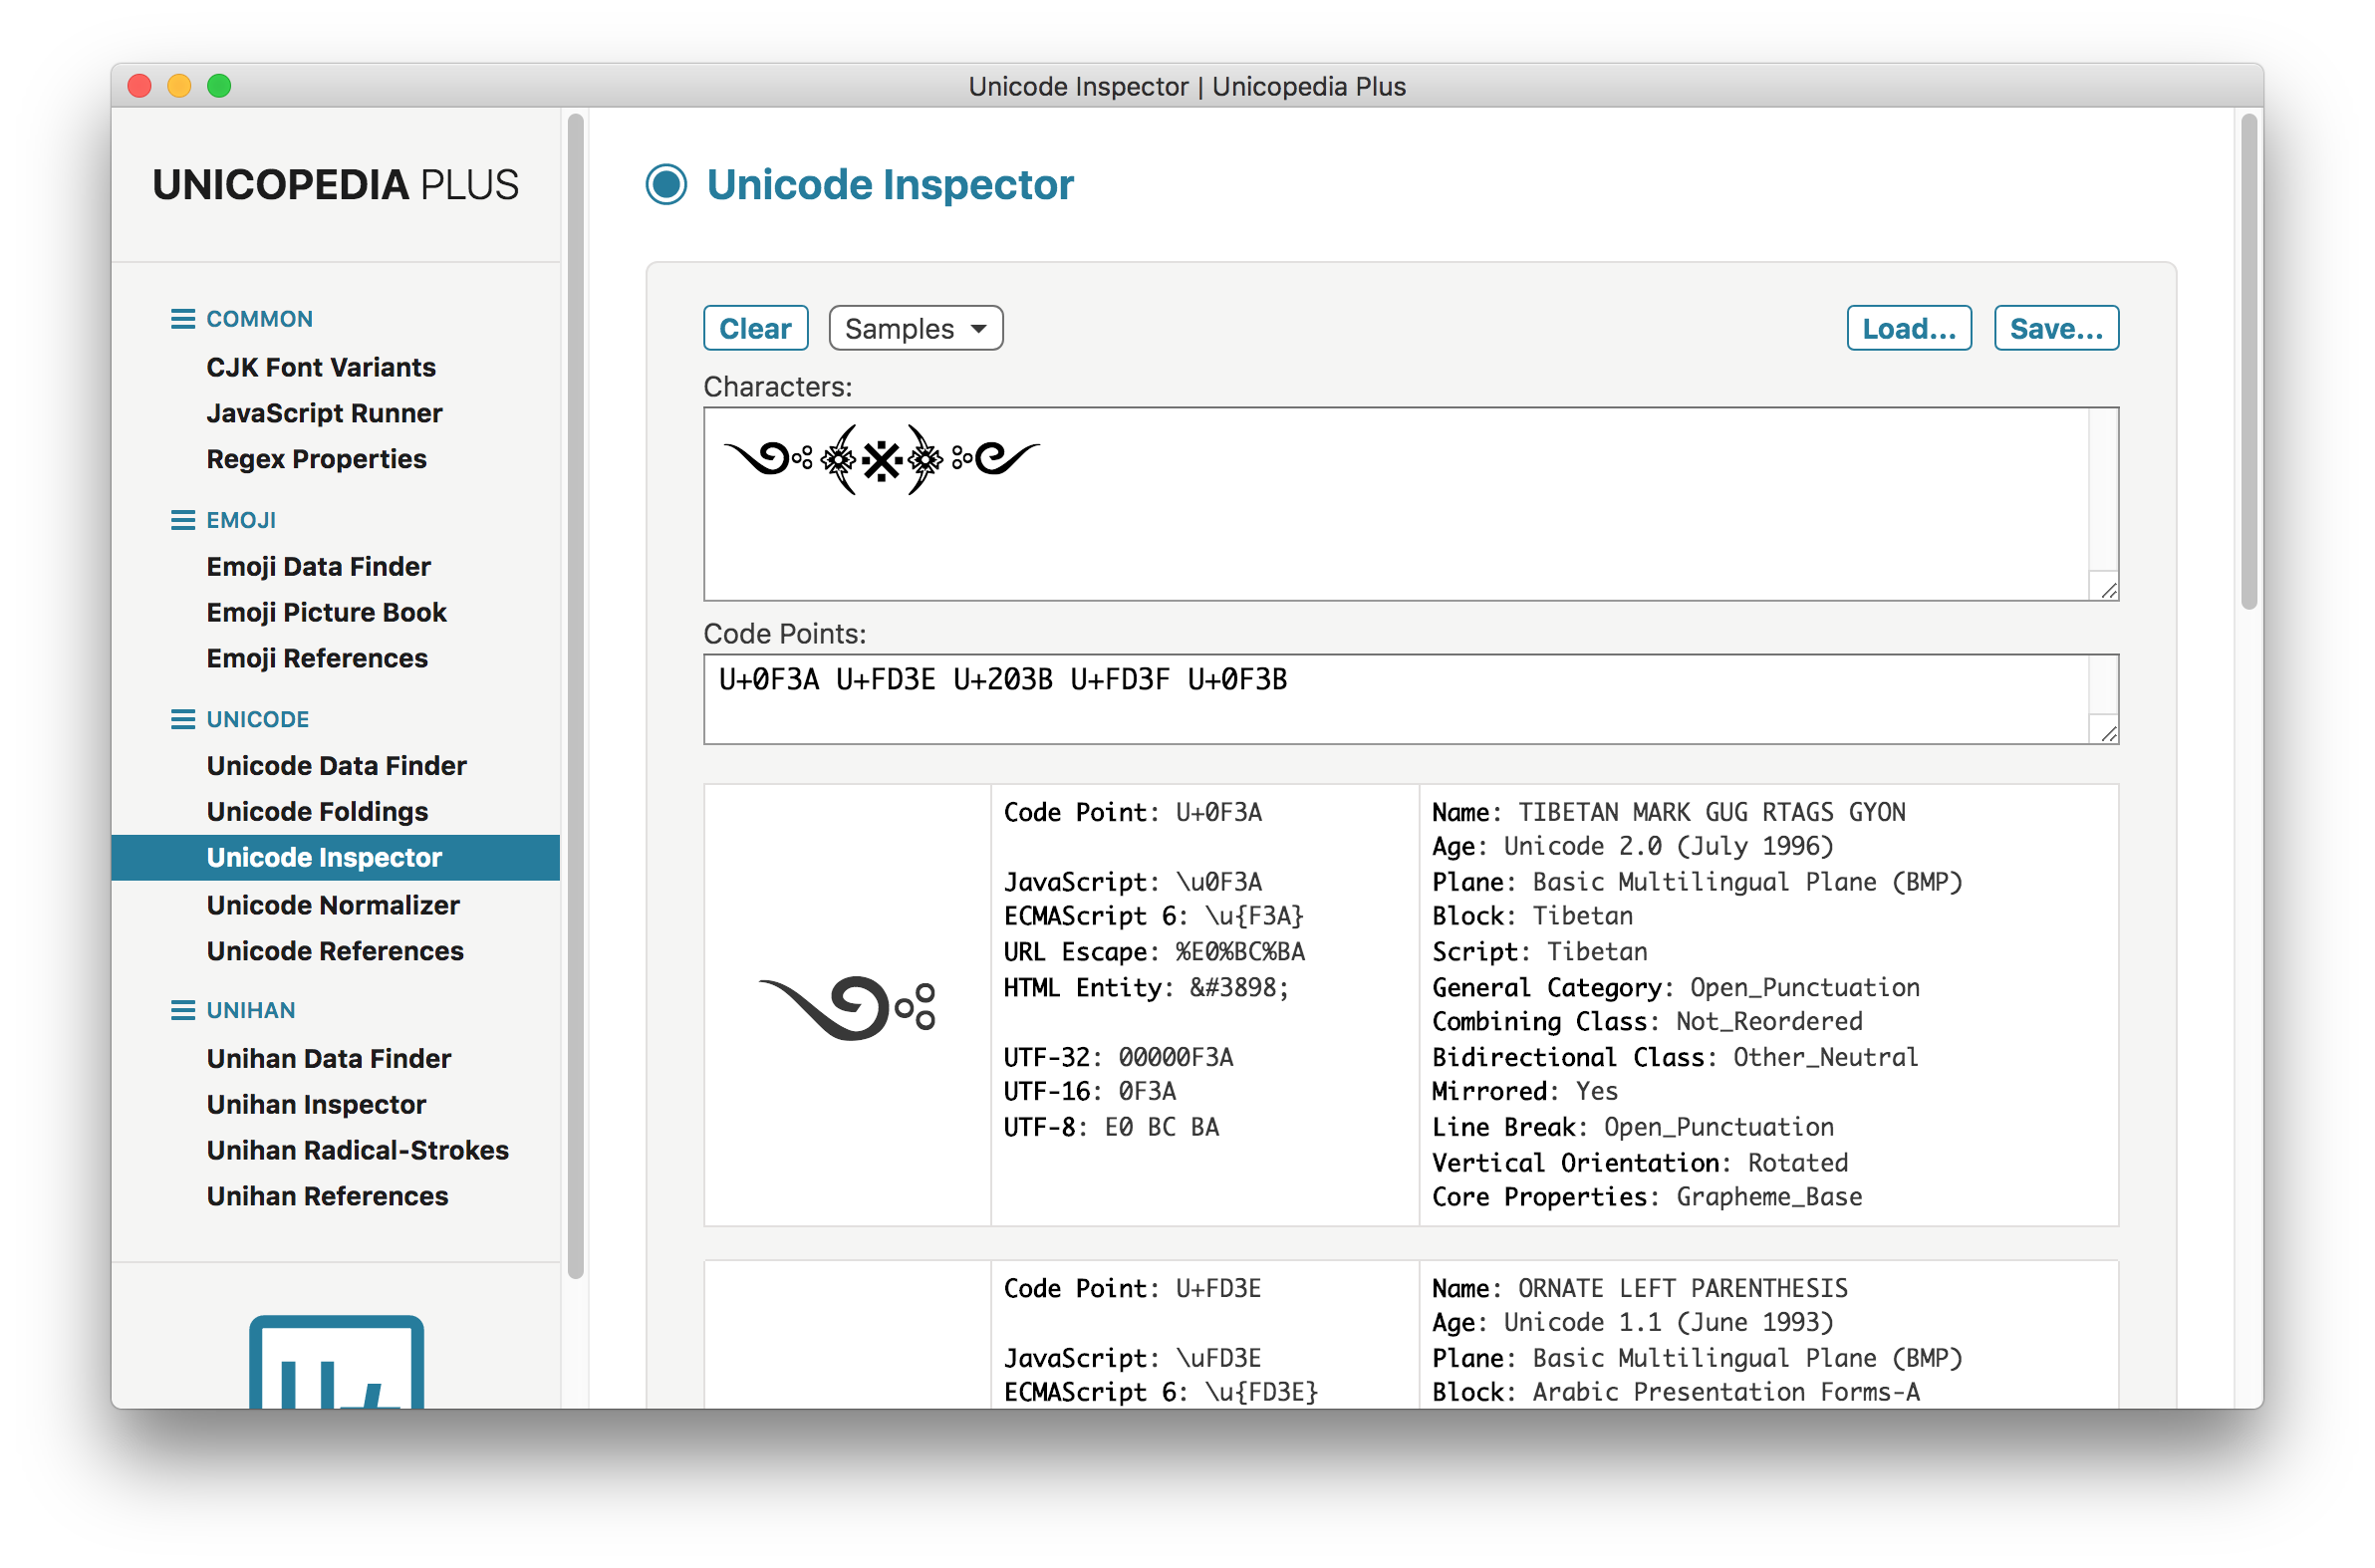 Unicode Inspector | Unicopedia Plus
UNICOPEDIA PLUS
COMMON
CJK Font Variants
JavaScript Runner
Regex Properties
EMOJI
Emoji Data Finder
Emoji Picture Book
Emoji References
UNICODE
Unicode Data Finder
Unicode Foldings
Unicode Inspector
Unicode Normalizer
Unicode References
UNIHAN
Unihan Data Finder
Unihan Inspector
Unihan Radical-Strokes
Unihan References
U+
Unicode Inspector
Clear
Samples
Load...
Save...
Characters:
༺﴾※﴿༻
Code Points:
U+0F3A U+FD3E U+203B U+FD3F U+0F3B
༺
Code Point: U+0F3A
JavaScript: \u0F3A
ECMAScript 6: \u{F3A}
URL Escape: %E0%BC%BA
HTML Entity: &#3898;
UTF-32: 00000F3A
UTF-16: 0F3A
UTF-8: E0 BC BA
Name: TIBETAN MARK GUG RTAGS GYON
Age: Unicode 2.0 (July 1996)
Plane: Basic Multilingual Plane (BMP)
Block: Tibetan
Script: Tibetan
General Category: Open_Punctuation
Combining Class: Not_Reordered
Bidirectional Class: Other_Neutral
Mirrored: Yes
Line Break: Open_Punctuation
Vertical Orientation: Rotated
Core Properties: Grapheme_Base
Code Point: U+FD3E
JavaScript: \uFD3E
ECMAScript 6: \u{FD3E}
Name: ORNATE LEFT PARENTHESIS
Age: Unicode 1.1 (June 1993)
Plane: Basic Multilingual Plane (BMP)
Block: Arabic Presentation Forms-A